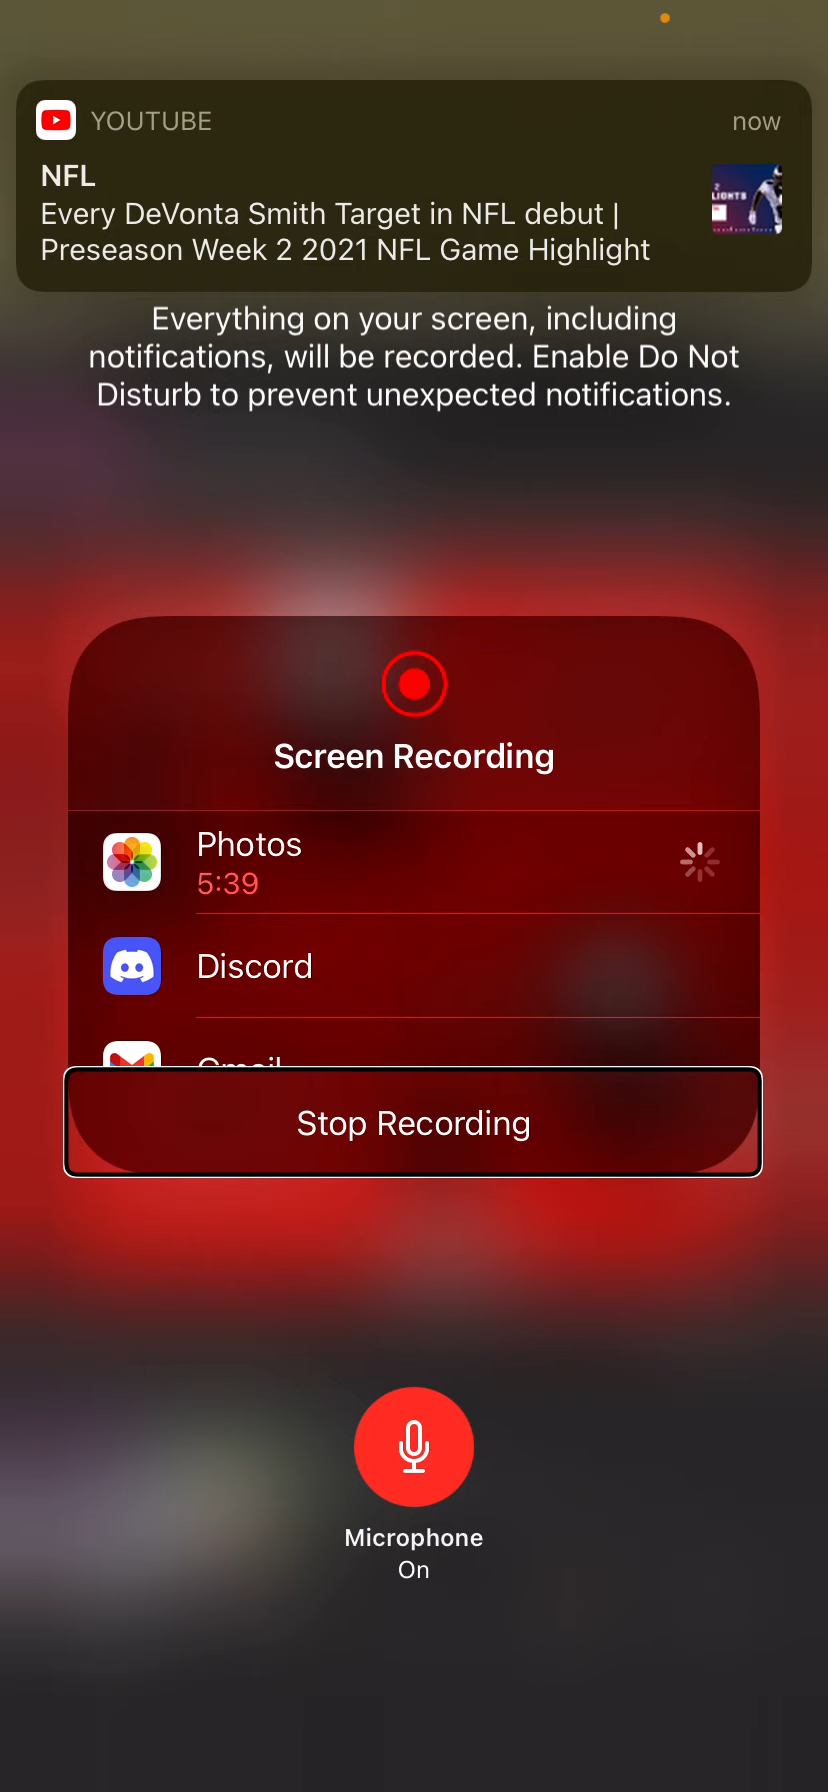 YOUTUBE
now
NFL
Every DeVonta Smith Target in NFL debut |
Preseason Week 2 2021 NFL Game Highlight
Everything on your screen, including
notifications, will be recorded. Enable Do Not
Disturb to prevent unexpected notifications.
Screen Recording
Photos
5:39
Discord
Gmail
Stop Recording
Microphone
On